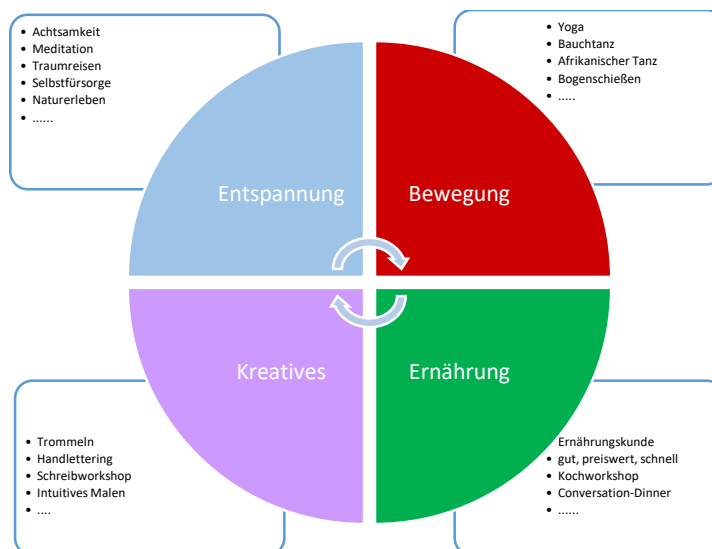 • Achtsamkeit
• Meditation
• Traumreisen
• Selbstfürsorge
• Naturerleben
• ......
• Yoga
• Bauchtanz
• Afrikanischer Tanz
• Bogenschießen
• .....
Entspannung
Bewegung
Kreatives
Ernährung
• Trommeln
• Handlettering
• Schreibworkshop
• Intuitives Malen
• ....
Ernährungskunde
• gut, preiswert, schnell
• Kochworkshop
• Conversation-Dinner
• ......